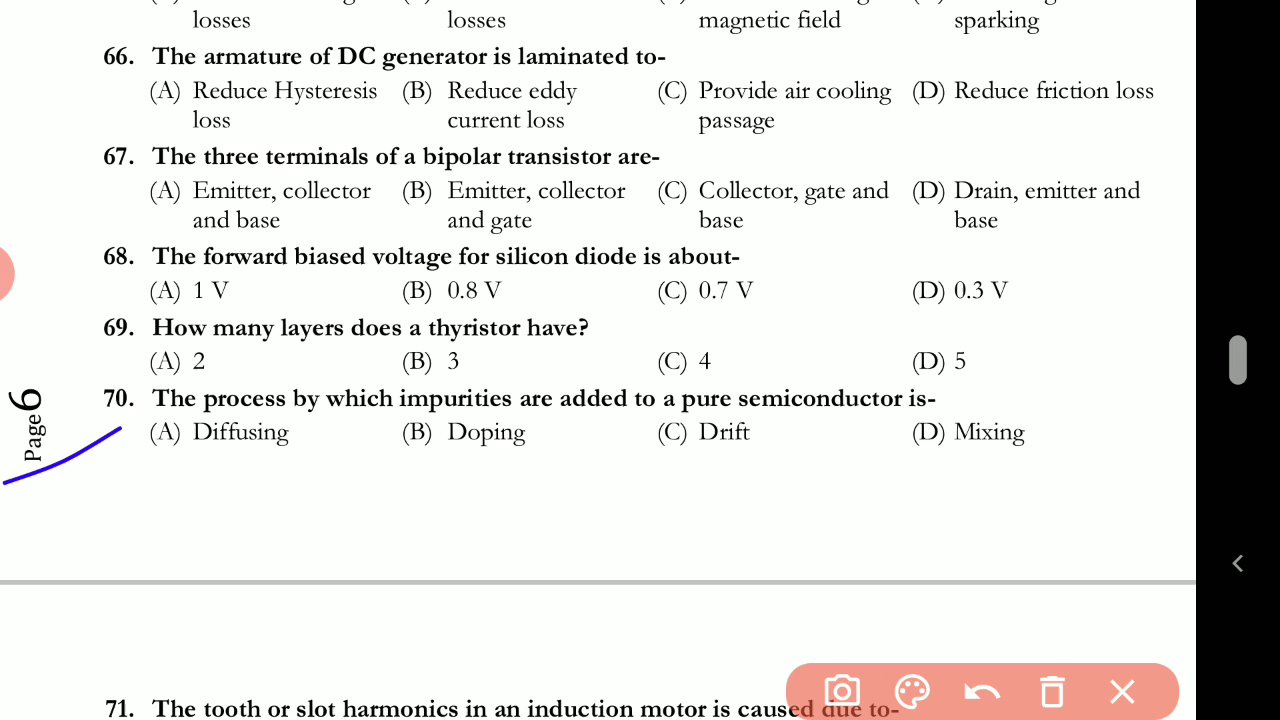 losses losses magnetic field sparking
66. The armature of DC generator is laminated to-
(A) Reduce Hysteresis (B) Reduce eddy (C) Provide air cooling (D) Reduce friction loss
loss current loss passage
67. The three terminals of a bipolar transistor are-
(A) Emitter, collector (B) Emitter, collector (C) Collector, gate and (D) Drain, emitter and
and base and gate base base
68. The forward biased voltage for silicon diode is about-
(A) 1 V (B) 0.8 V (C) 0.7 V (D) 0.3 V
69. How many layers does a thyristor have?
(A) 2 (B) 3 (C) 4 (D) 5
70. The process by which impurities are added to a pure semiconductor is-
(A) Diffusing (B) Doping (C) Drift (D) Mixing
Page 6
71. The tooth or slot harmonics in an induction motor is caused due to-